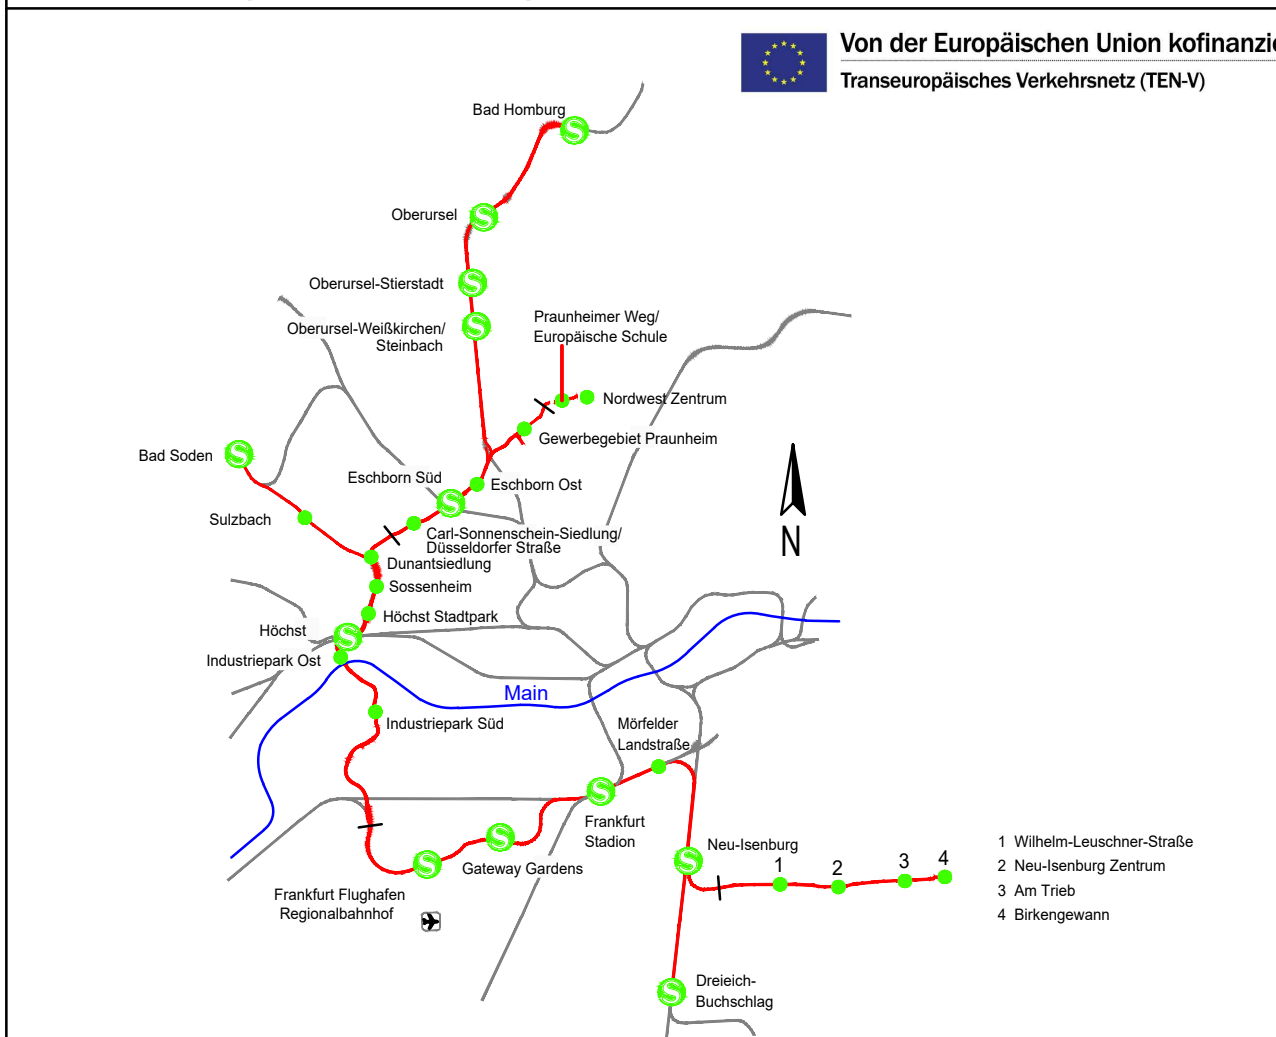 Von der Europäischen Union kofinanzie
Transeuropäisches Verkehrsnetz (TEN-V)
Bad Homburg
Oberursel
Oberursel-Stierstadt
Oberursel-Weißkirchen/
Steinbach
Praunheimer Weg/
Europäische Schule
Nordwest Zentrum
Gewerbegebiet Praunheim
Bad Soden
Eschborn Süd
Eschborn Ost
Sulzbach
Carl-Sonnenschein-Siedlung/
Düsseldorfer Straße
Dunantsiedlung
Sossenheim
Höchst Stadtpark
Höchst
Industriepark Ost
N
Main
Industriepark Süd
Mörfelder
Landstraße
Frankfurt
Stadion
Gateway Gardens
Frankfurt Flughafen
Regionalbahnhof
Neu-Isenburg
1
2
3
4
1 Wilhelm-Leuschner-Straße
2 Neu-Isenburg Zentrum
3 Am Trieb
4 Birkengewann
Dreieich-
Buchschlag
S
S
S
S
S
S
S
S
S
S
S
S